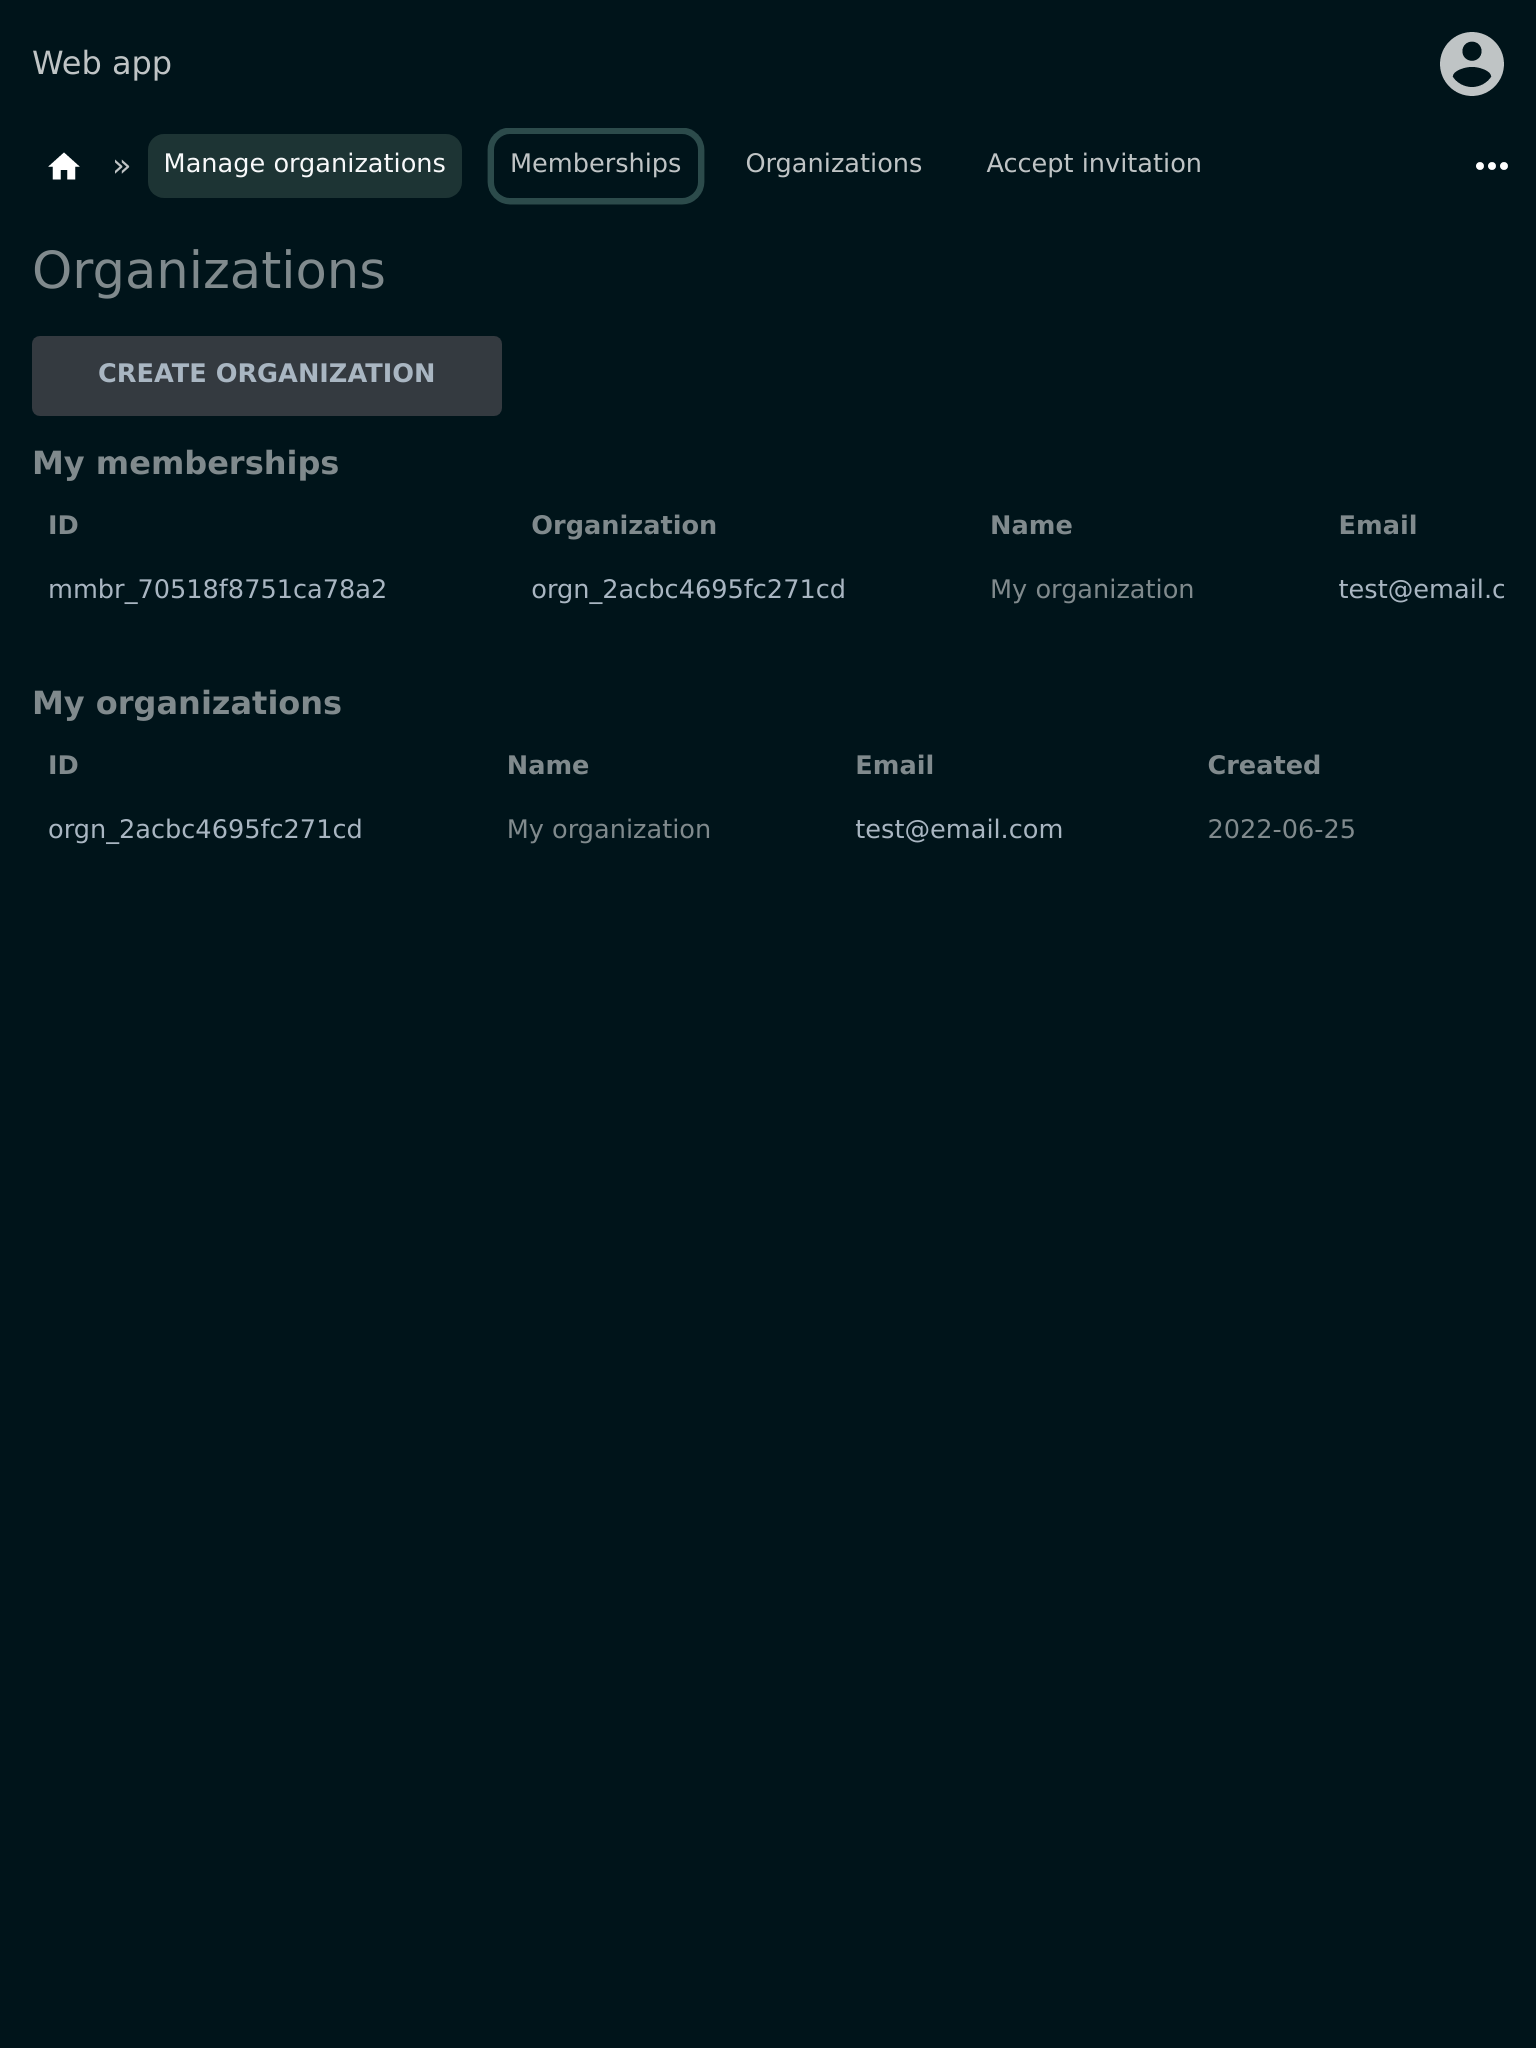 Web app
» Manage organizations Memberships Organizations Accept invitation
Organizations
CREATE ORGANIZATION
My memberships
ID Organization Name Email
mmbr_70518f8751ca78a2 orgn_2acbc4695fc271cd My organization test@email.c
My organizations
ID Name Email Created
orgn_2acbc4695fc271cd My organization test@email.com 2022-06-25